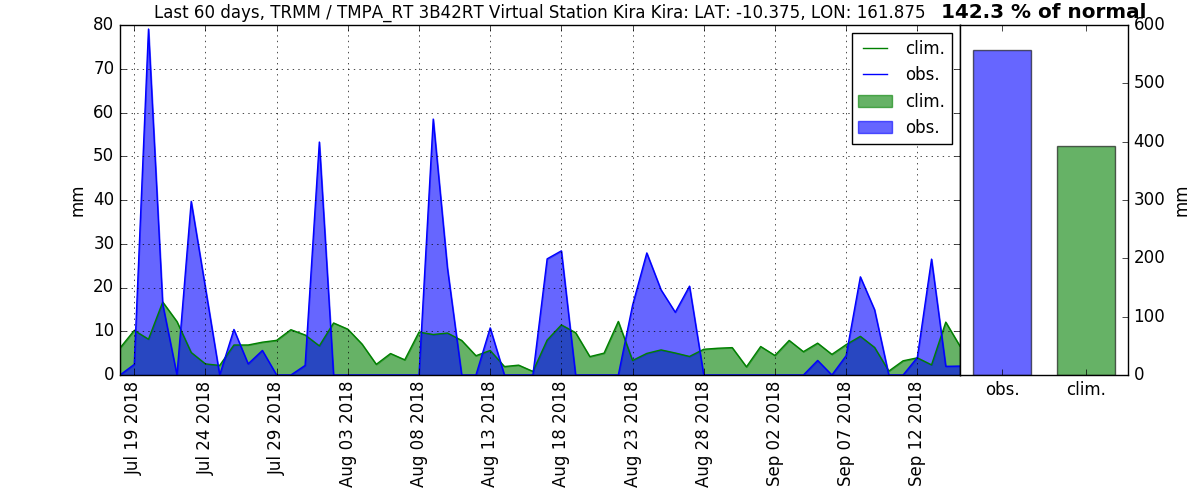 Last 60 days, TRMM / TMPA_RT 3B42RT Virtual Station Kira Kira: LAT: -10.375, LON: 161.875
142.3 % of normal
80
70
60
50
40
30
20
10
0
mm
clim.
obs.
clim.
obs.
Jul 19 2018
Jul 24 2018
Jul 29 2018
Aug 03 2018
Aug 08 2018
Aug 13 2018
Aug 18 2018
Aug 23 2018
Aug 28 2018
Sep 02 2018
Sep 07 2018
Sep 12 2018
600
500
400
300
200
100
0
mm
obs.
clim.